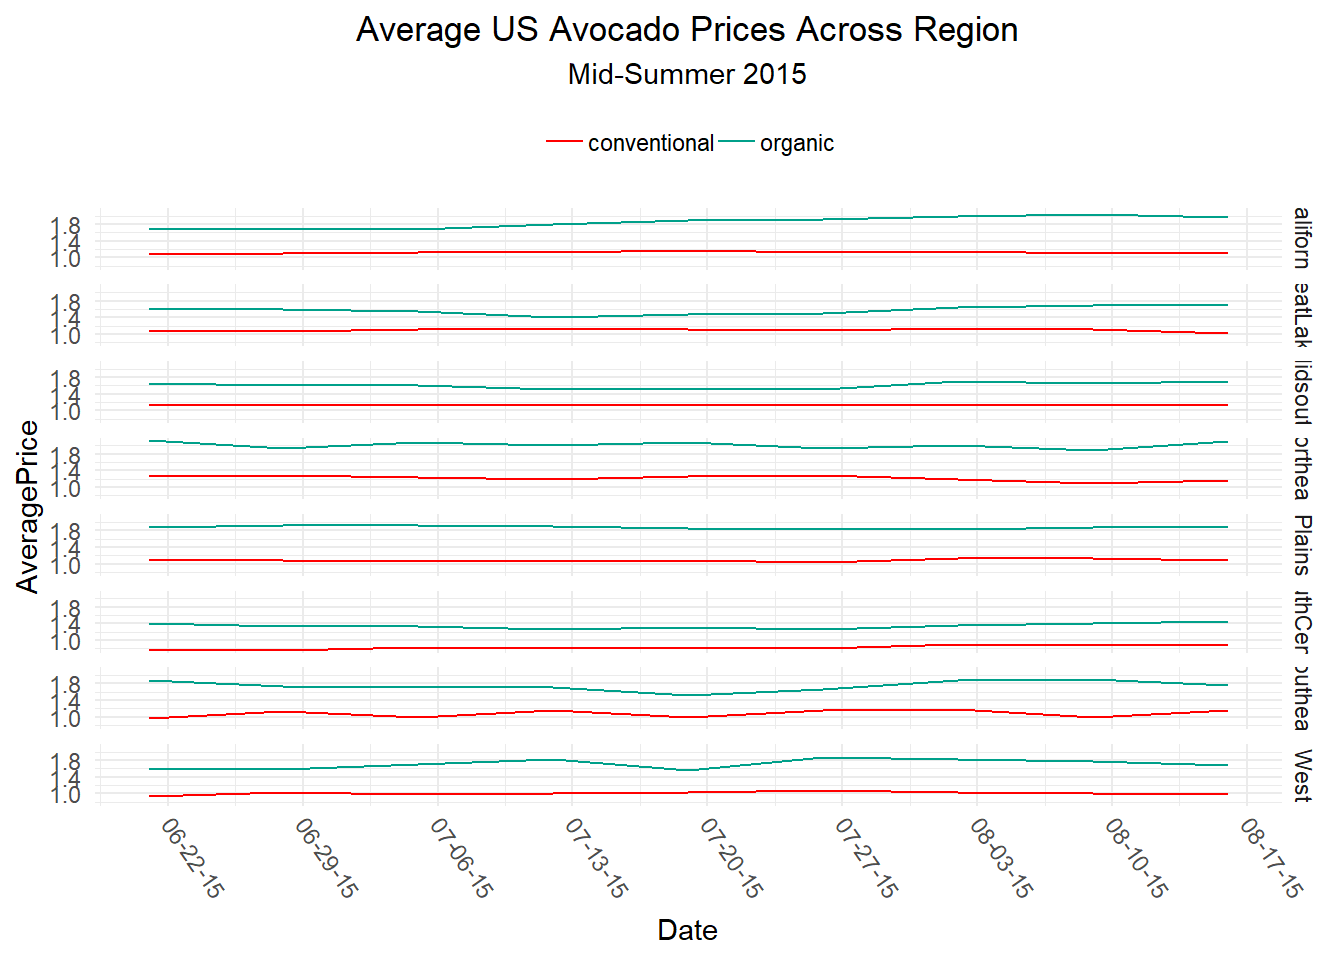 Average US Avocado Prices Across Region
Mid-Summer 2015
conventional organic
AveragePrice
1.8
1.4
1.0
aliforn
1.8
1.4
1.0
eatLak
1.8
1.4
1.0
idsout
1.8
1.4
1.0
orthea
1.8
1.4
1.0
Plains
1.8
1.4
1.0
uthCer
1.8
1.4
1.0
outhea
1.8
1.4
1.0
West
06-22-15
06-29-15
07-06-15
07-13-15
07-20-15
07-27-15
08-03-15
08-10-15
08-17-15
Date